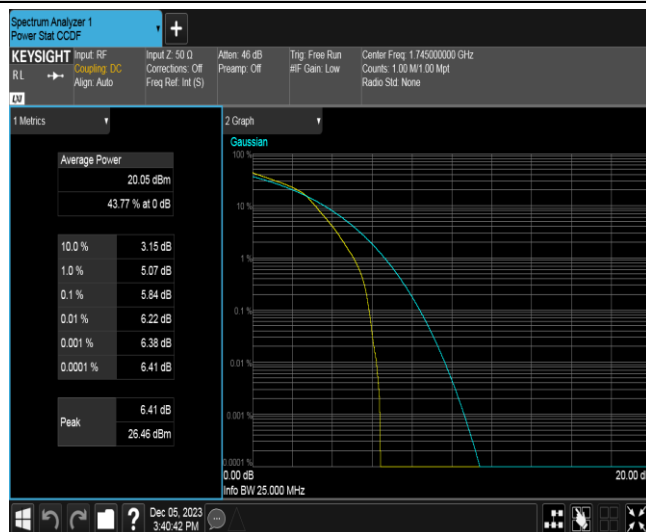 Spectrum Analyzer 1
Power Stat CCDF
KEYSIGHT
RL
Input: RF
Coupling: DC
Align: Auto
Input Z: 50 Ω
Corrections: Off
Freq Ref: Int (S)
Atten: 46 dB
Preamp: Off
Trig: Free Run
#IF Gain: Low
Center Freq: 1.745000000 GHz
Counts: 1.00 M/1.00 Mpt
Radio Std: None
LXI
1 Metrics
Average Power
20.05 dBm
43.77 % at 0 dB
10.0 % 3.15 dB
1.0 % 5.07 dB
0.1 % 5.84 dB
0.01 % 6.22 dB
0.001 % 6.38 dB
0.0001 % 6.41 dB
Peak
6.41 dB
26.46 dBm
2 Graph
Gaussian
100 %
10 %
1 %
0.1 %
0.01 %
0.001 %
0.0001 %
0.00 dB
20.00 d
Info BW 25.000 MHz
?
Dec 05, 2023
3:40:42 PM